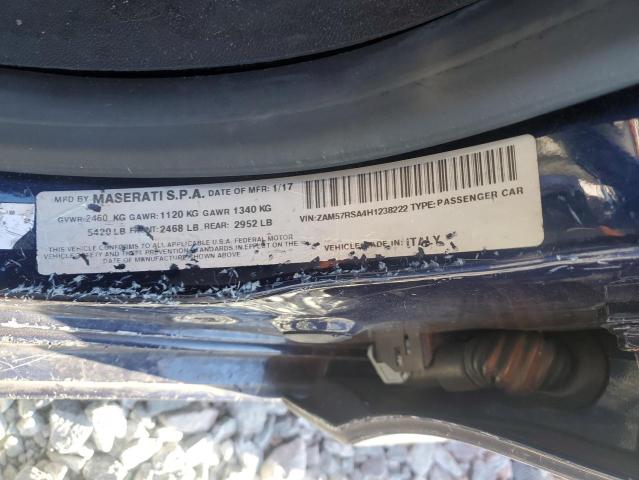 MFD BY MASERATI S.P.A. DATE OF MFR: 1/17
GVWR:2460 KG GAWR: 1120 KG GAWR 1340 KG
5420 LB FRONT: 2468 LB REAR: 2952 LB
THIS VEHICLE CONFORMS TO ALL APPLICABLE U.S.A. FEDERAL MOTOR
VEHICLE SAFETY BUMPER AND THEFT PREVENTION STANDARDS IN EFFECT ON THE
DATE OF MANUFACTURE SHOWN ABOVE
VIN: ZAM57RSA4H1238222 TYPE: PASSENGER CAR
VEHICLE MADE IN: ITALY